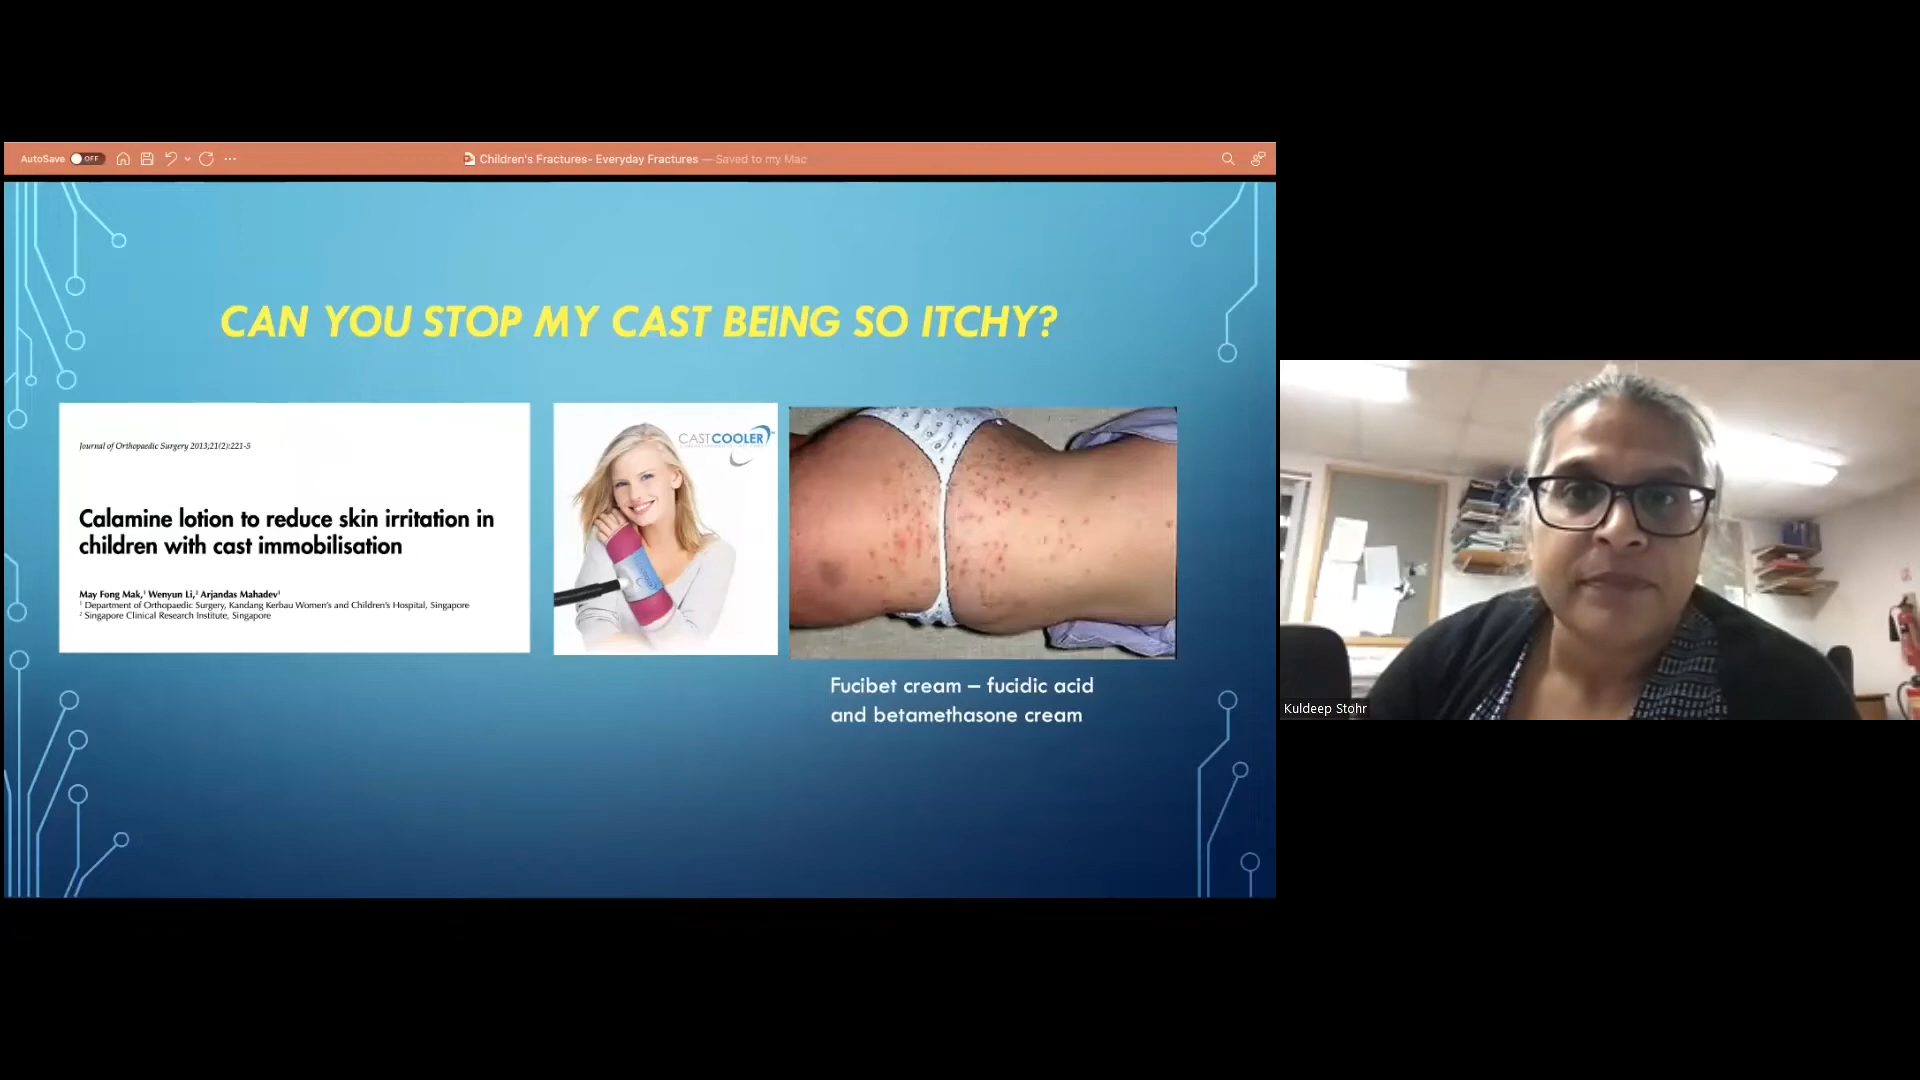 AutoSave OFF
Children's Fractures- Everyday Fractures — Saved to my Mac
CAN YOU STOP MY CAST BEING SO ITCHY?
Journal of Orthopaedic Surgery 2013;21(2):221-5
Calamine lotion to reduce skin irritation in
children with cast immobilisation
May Fong Mak,¹ Wenyun Li,² Arjandas Mahadev¹
¹ Department of Orthopaedic Surgery, Kandang Kerbau Women's and Children's Hospital, Singapore
² Singapore Clinical Research Institute, Singapore
CASTCOOLER™
Fucibet cream – fucidic acid
and betamethasone cream
Kuldeep Stohr